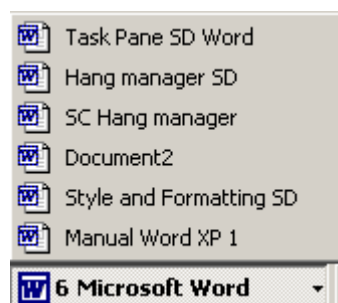 Task Pane SD Word
Hang manager SD
SC Hang manager
Document2
Style and Formatting SD
Manual Word XP 1
6 Microsoft Word